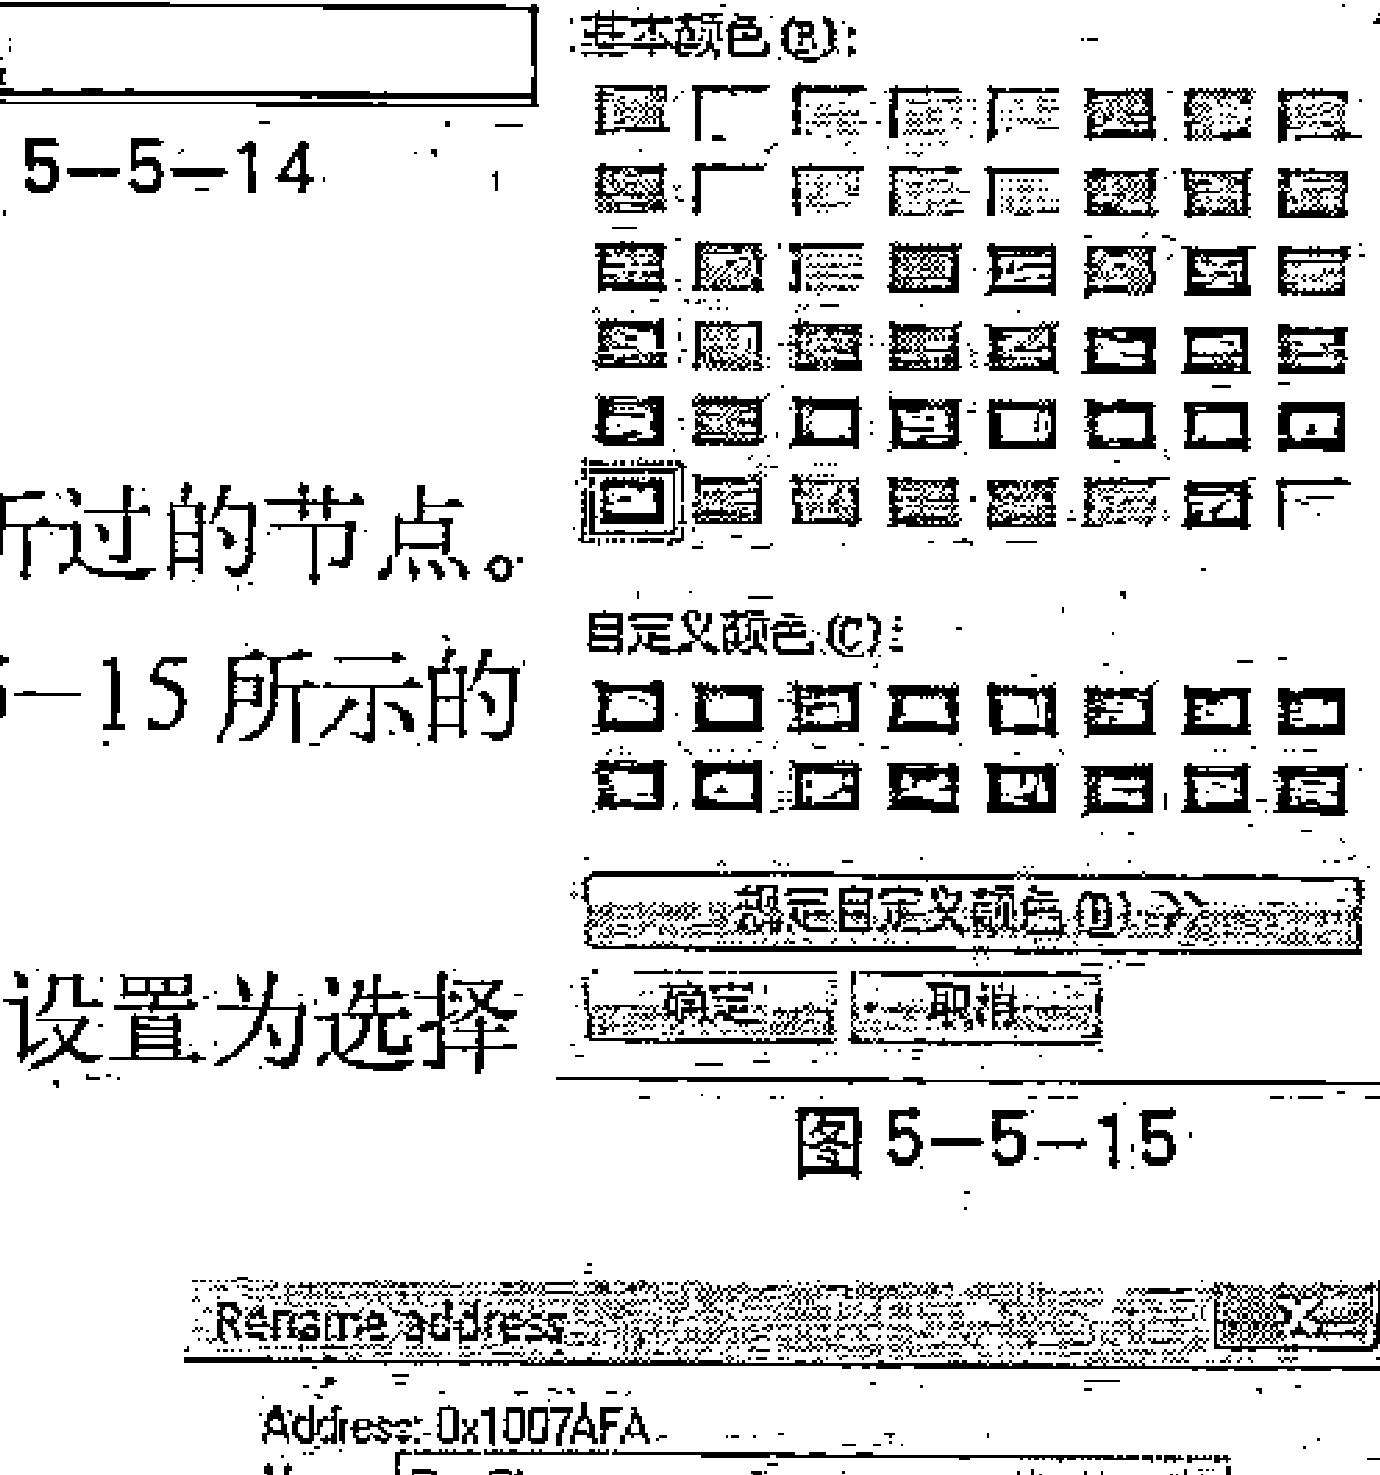 5-5-14
所过的节点。
5-15 所示的
设置为选择
基本颜色(B):
自定义颜色(C):
规定自定义颜色(D) >>
确定 取消
图 5-5-15
Rename address
Address: 0x1007AFA